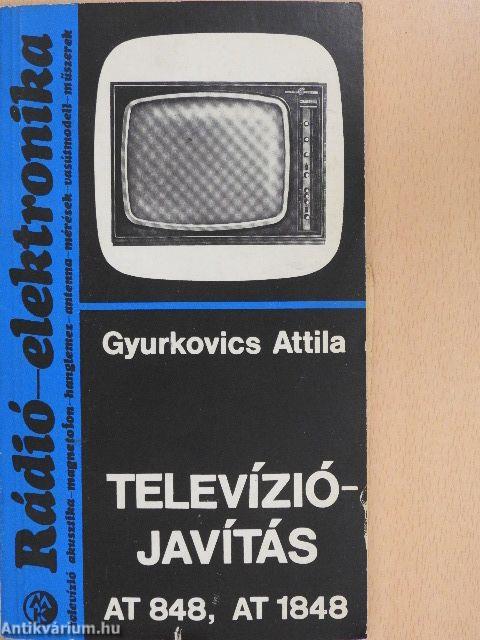 Rádió-elektronika
televízió akusztika-magnetofon-hanglemez-antenna-mérések-vasútmodell-műszerek
Gyurkovics Attila
TELEVÍZIÓ-
JAVÍTÁS
AT 848, AT 1848
Antikvárium.hu